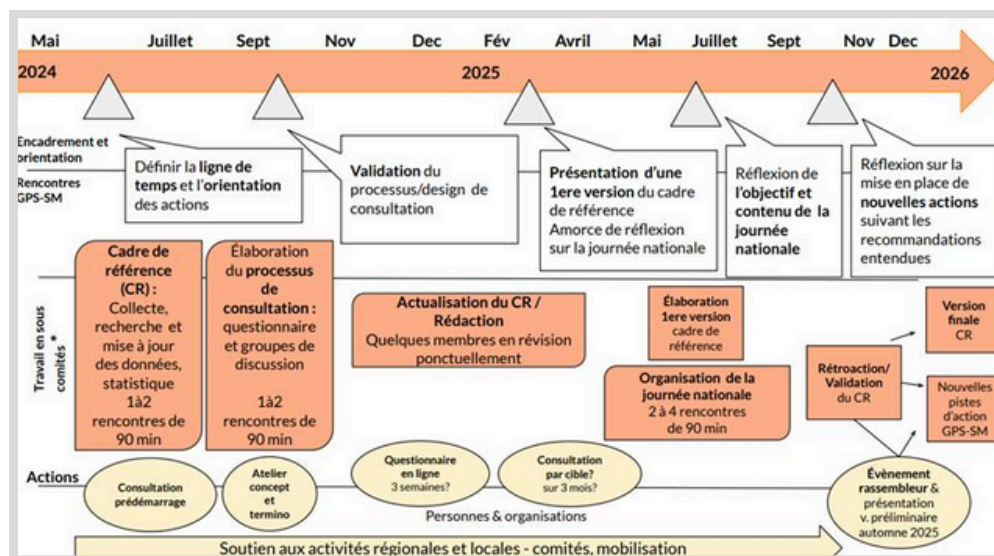 Mai Juillet Sept Nov Dec Fév Avril Mai Juillet Sept Nov Dec
2024 2025 2026
Encadrement et
orientation
Rencontres
GPS-SM
Définir la ligne de
temps et l'orientation
des actions
Validation du
processus/design de
consultation
Présentation d'une
1ere version du cadre
de référence
Amorce de réflexion
sur la journée nationale
Réflexion de
l'objectif et
contenu de la
journée
nationale
Réflexion sur la
mise en place de
nouvelles actions
suivant les
recommandations
entendues
Travail en sous
comités *
Cadre de
référence
(CR) :
Collecte,
recherche et
mise à jour
des données,
statistique
1à2
rencontres de
90 min
Élaboration
du processus
de
consultation :
questionnaire
et groupes de
discussion
1à2
rencontres de
90 min
Actualisation du CR /
Rédaction
Quelques membres en révision
ponctuellement
Élaboration
1ere version
cadre de
référence
Organisation de la
journée nationale
2 à 4 rencontres
de 90 min
Rétroaction/
Validation
du CR
Version
finale
CR
Nouvelles
pistes
d'action
GPS-SM
Actions
Consultation
prédémarrage
Atelier
concept
et
termino
Questionnaire
en ligne
3 semaines?
Consultation
par cible?
sur 3 mois?
Personnes & organisations
Évènement
rassembleur &
présentation
v. préliminaire
automne 2025
Soutien aux activités régionales et locales - comités, mobilisation